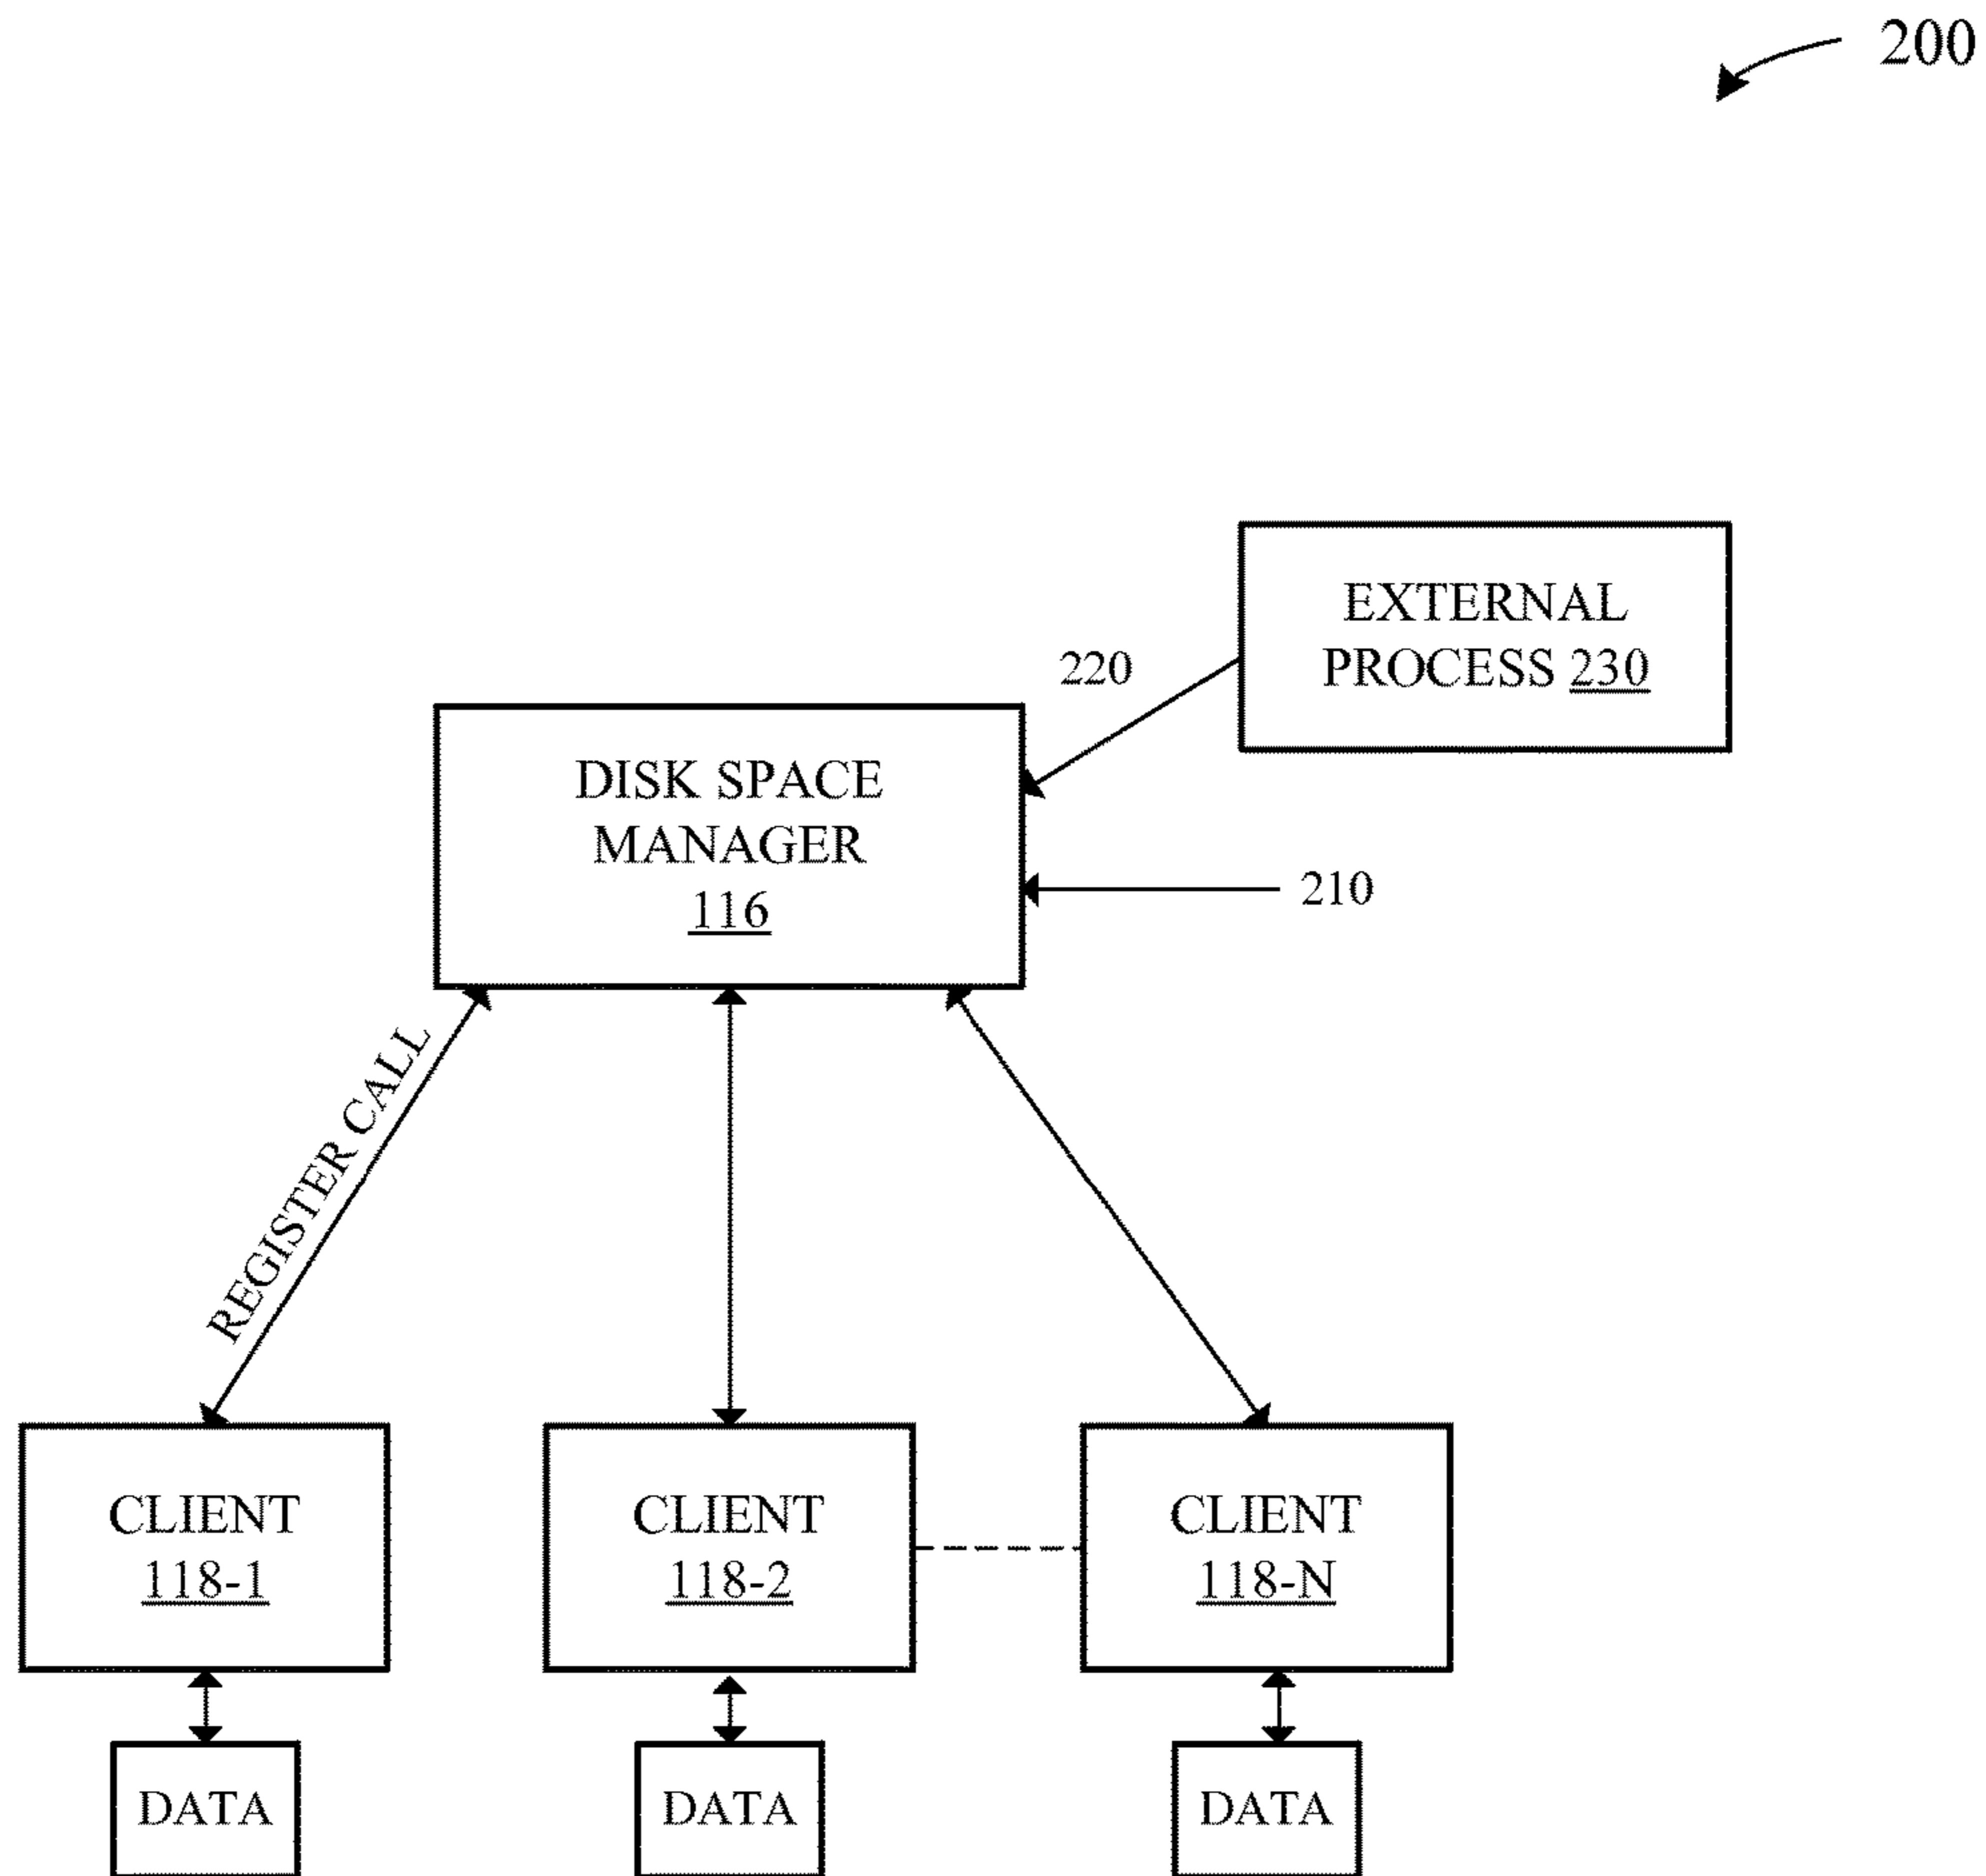 200
EXTERNAL
PROCESS 230
220
DISK SPACE
MANAGER
116
210
REGISTER CALL
CLIENT
118-1
CLIENT
118-2
CLIENT
118-N
DATA
DATA
DATA